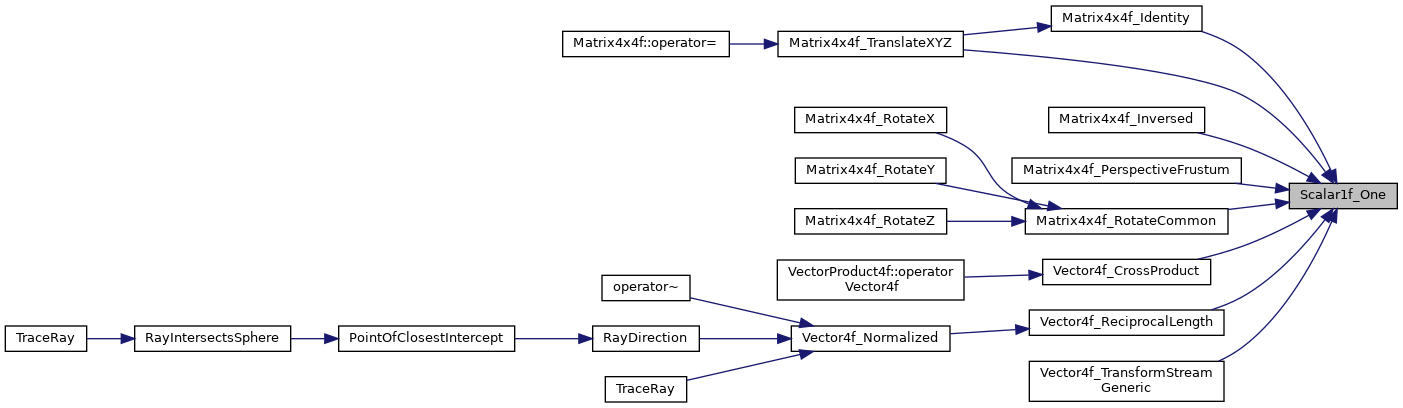 Matrix4x4f_Identity
Matrix4x4f::operator=
Matrix4x4f_TranslateXYZ
Matrix4x4f_RotateX
Matrix4x4f_Inversed
Matrix4x4f_RotateY
Matrix4x4f_PerspectiveFrustum
Scalar1f_One
Matrix4x4f_RotateZ
Matrix4x4f_RotateCommon
VectorProduct4f::operator
Vector4f
Vector4f_CrossProduct
operator~
Vector4f_ReciprocalLength
TraceRay
RayIntersectsSphere
PointOfClosestIntercept
RayDirection
Vector4f_Normalized
Vector4f_TransformStream
Generic
TraceRay